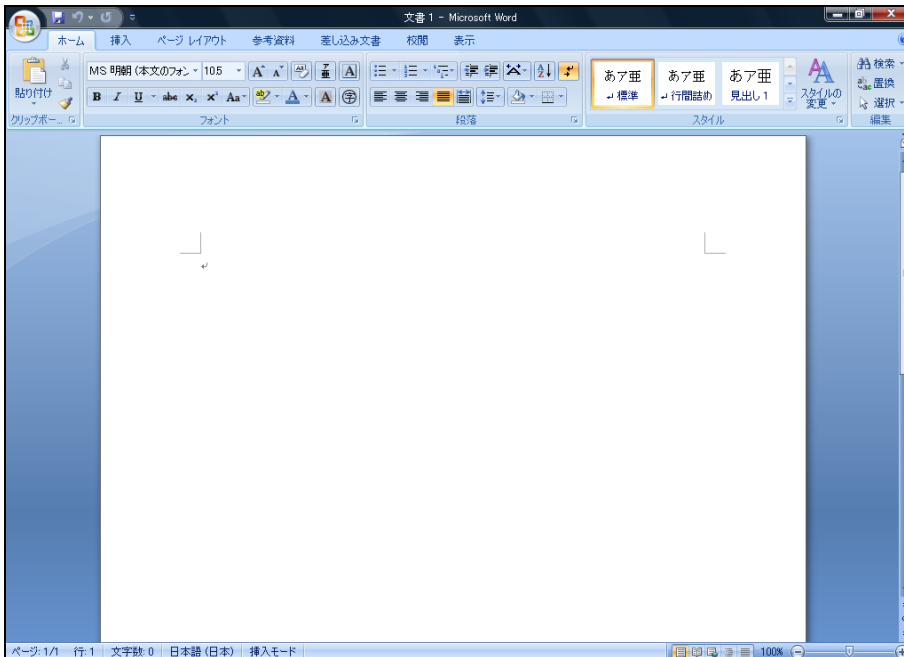 文書 1 - Microsoft Word
ホーム 挿入 ページ レイアウト 参考資料 差し込み文書 校閲 表示
貼り付け
MS 明朝 (本文のフォン 10.5 A A ア亜 A
B I U abc x₂ x² Aa ab A A 字
あア亜 あア亜 あア亜
標準 行間詰め 見出し 1
スタイルの
変更
検索
置換
選択
クリップボー... フォント 段落 スタイル 編集
ページ: 1/1 行: 1 文字数: 0 日本語 (日本) 挿入モード 100%